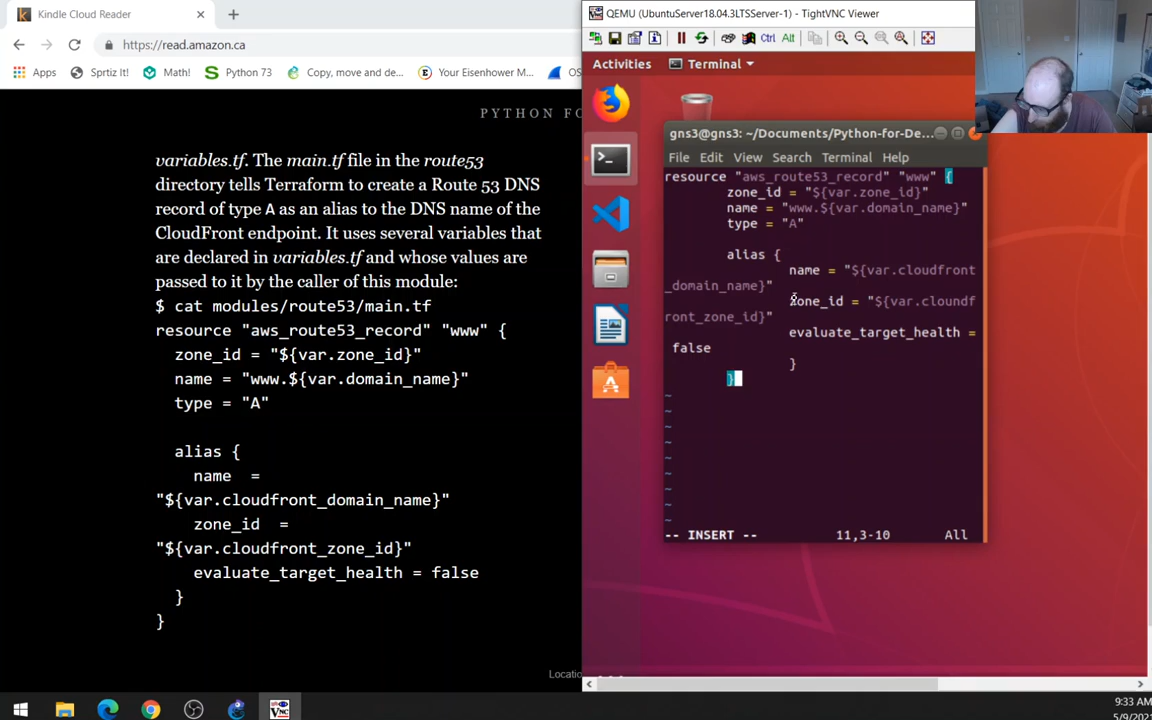 Kindle Cloud Reader
https://read.amazon.ca
Apps
Sprtiz It!
Math!
Python 73
Copy, move and de...
Your Eisenhower M...
OS
PYTHON FO
variables.tf. The main.tf file in the route53
directory tells Terraform to create a Route 53 DNS
record of type A as an alias to the DNS name of the
CloudFront endpoint. It uses several variables that
are declared in variables.tf and whose values are
passed to it by the caller of this module:
$ cat modules/route53/main.tf
resource "aws_route53_record" "www" {
zone_id = "${var.zone_id}"
name = "www.${var.domain_name}"
type = "A"
alias {
name =
"${var.cloudfront_domain_name}"
zone_id =
"${var.cloudfront_zone_id}"
evaluate_target_health = false
}
}
Locatio
QEMU (UbuntuServer18.04.3LTSServer-1) - TightVNC Viewer
Ctrl
Alt
Activities
Terminal
gns3@gns3: ~/Documents/Python-for-De...
File Edit View Search Terminal Help
resource "aws_route53_record" "www" {
zone_id = "${var.zone_id}"
name = "www.${var.domain_name}"
type = "A"
alias {
name = "${var.cloudfront
_domain_name}"
zone_id = "${var.cloundf
ront_zone_id}"
evaluate_target_health =
false
}
}
~
~
~
~
~
~
~
~
~
-- INSERT -- 11,3-10 All
9:33 AM
5/9/202